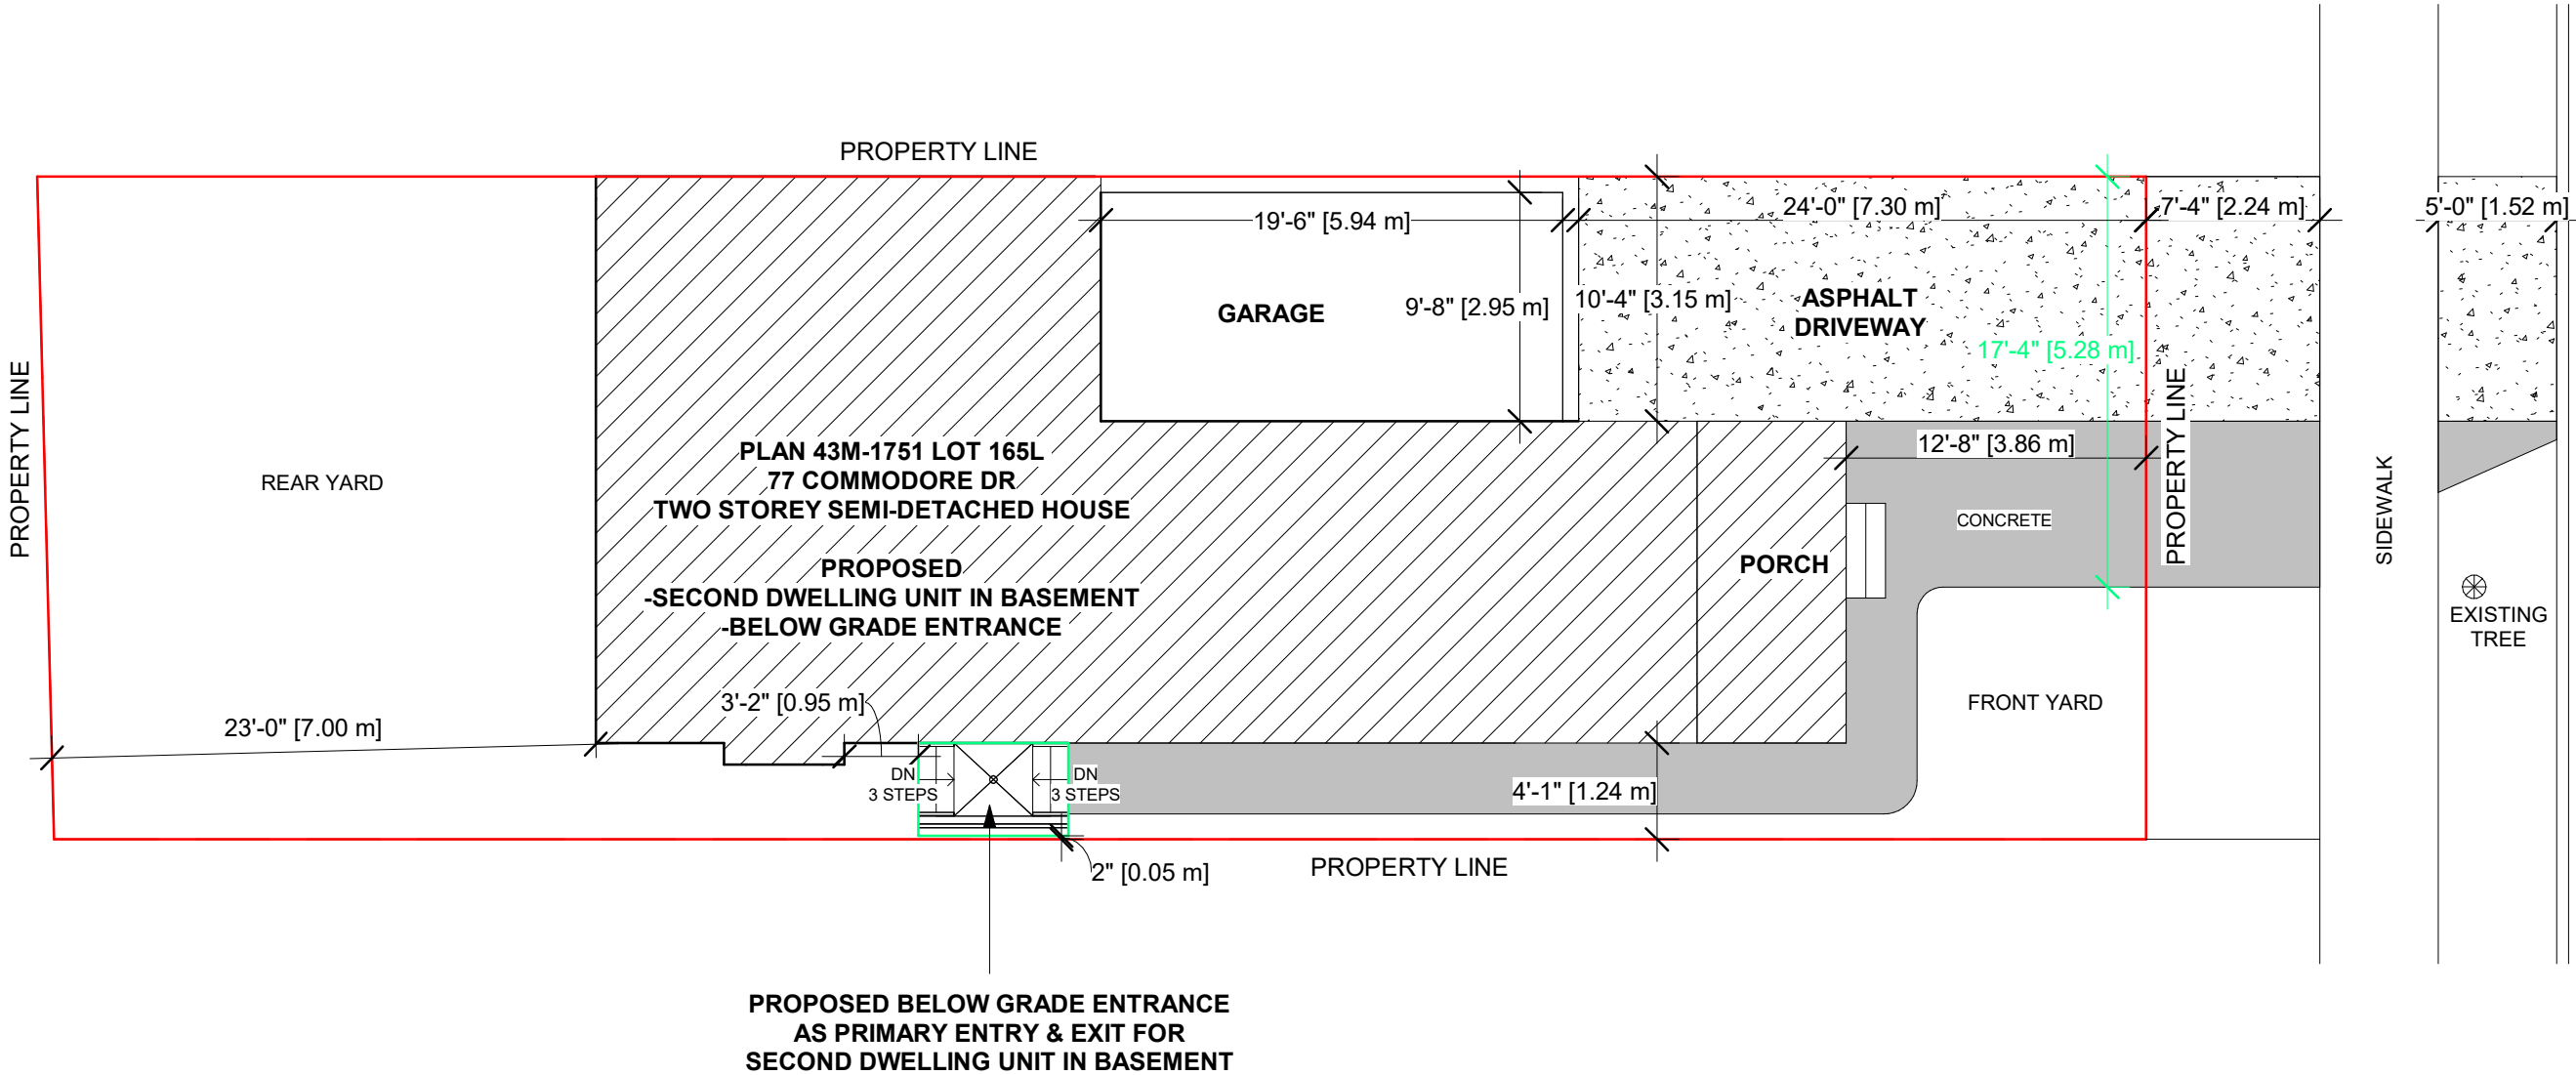 PROPERTY LINE
19'-6" [5.94 m]
24'-0" [7.30 m]
7'-4" [2.24 m]
5'-0" [1.52 m]
GARAGE
9'-8" [2.95 m]
10'-4" [3.15 m]
ASPHALT
DRIVEWAY
17'-4" [5.28 m]
PROPERTY LINE
REAR YARD
PLAN 43M-1751 LOT 165L
77 COMMODORE DR
TWO STOREY SEMI-DETACHED HOUSE
PROPOSED
-SECOND DWELLING UNIT IN BASEMENT
-BELOW GRADE ENTRANCE
PORCH
12'-8" [3.86 m]
CONCRETE
PROPERTY LINE
SIDEWALK
EXISTING
TREE
FRONT YARD
23'-0" [7.00 m]
3'-2" [0.95 m]
DN
3 STEPS
DN
3 STEPS
4'-1" [1.24 m]
2" [0.05 m]
PROPERTY LINE
PROPOSED BELOW GRADE ENTRANCE
AS PRIMARY ENTRY & EXIT FOR
SECOND DWELLING UNIT IN BASEMENT